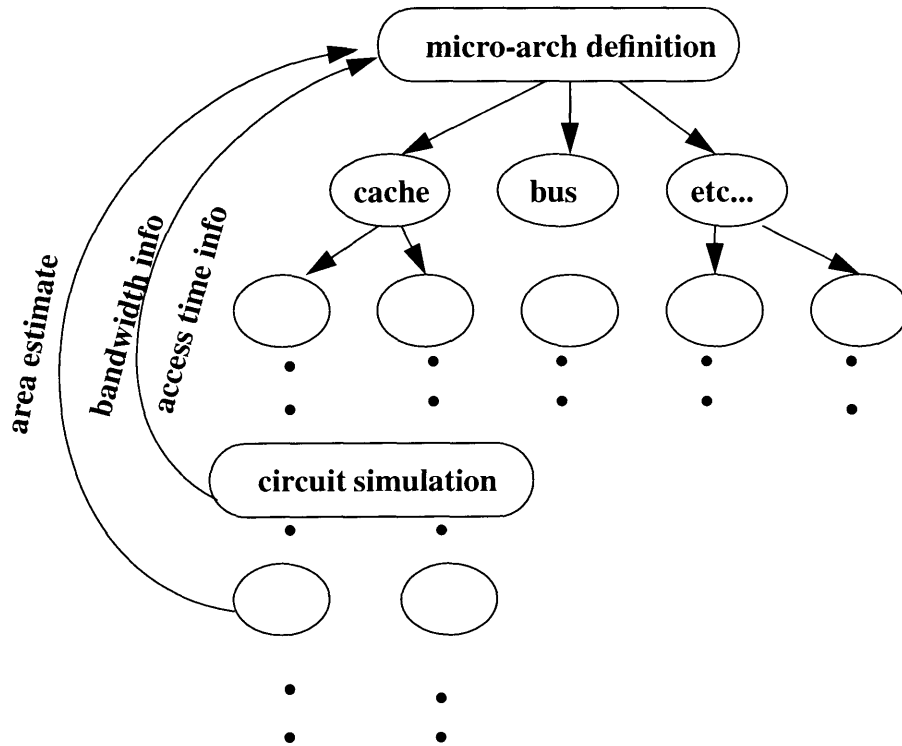 micro-arch definition
cache
bus
etc...
area estimate
bandwidth info
access time info
circuit simulation